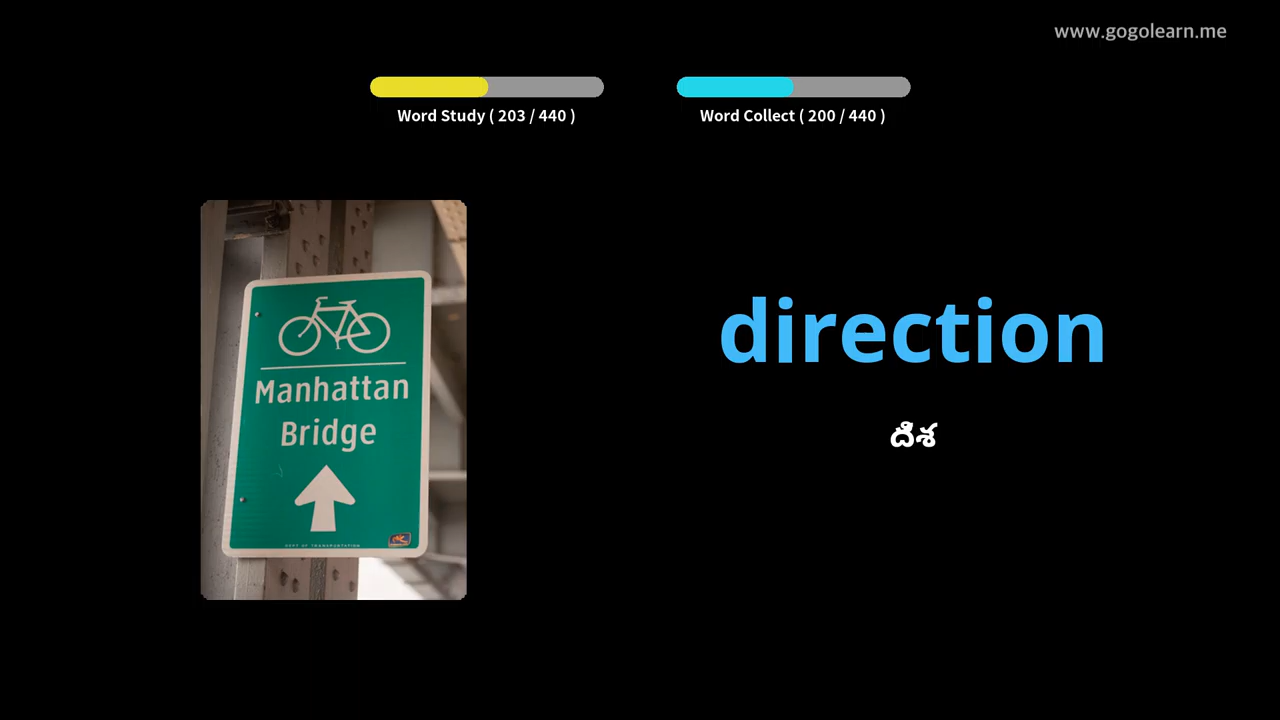 www.gogolearn.me
Word Study ( 203 / 440 )
Word Collect ( 200 / 440 )
Manhattan
Bridge
direction
దిశ